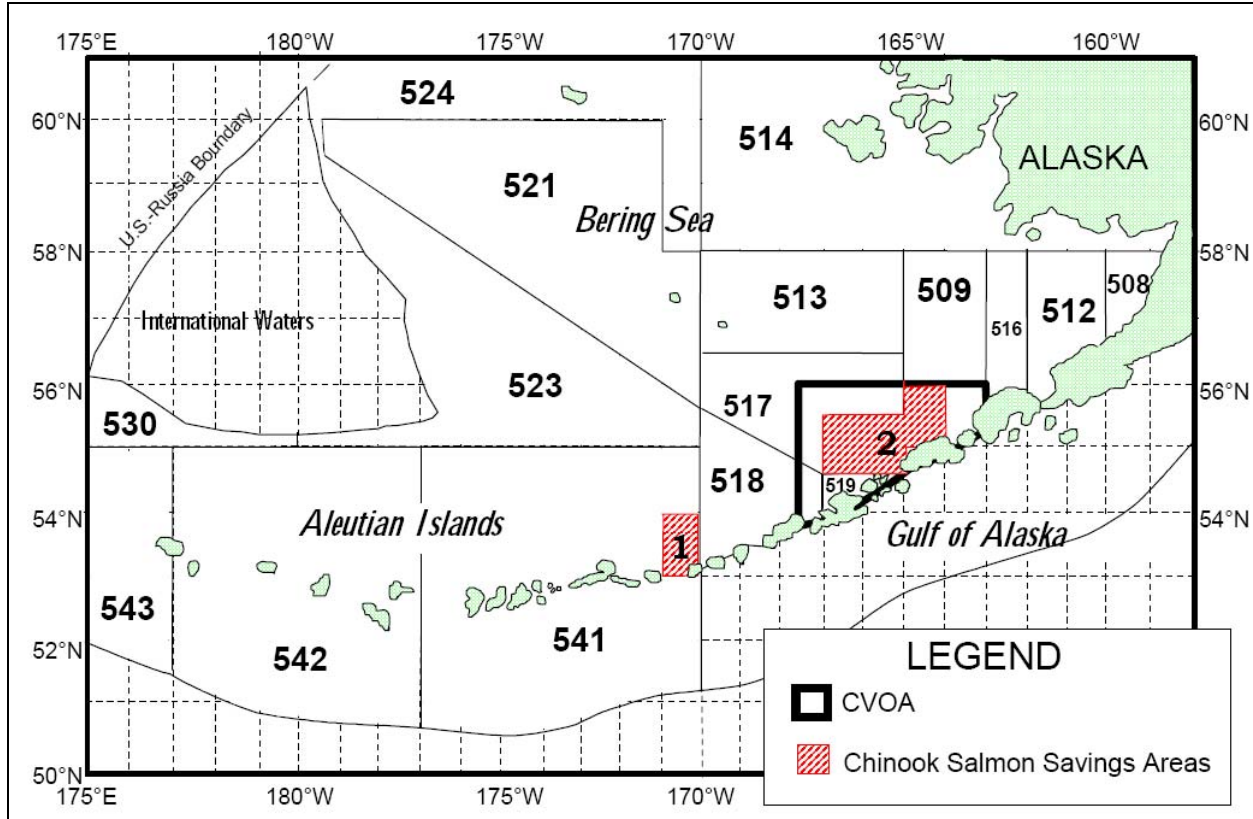 175°E 180°W 175°W 170°W 165°W 160°W
524
60°N 60°N
514
ALASKA
U.S.-Russia Boundary
521
Bering Sea
58°N 58°N
513 509 508
512
516
International Waters
56°N 56°N
523
517
530
2
518 519
54°N 54°N
Aleutian Islands
Gulf of Alaska
1
543
541
542
52°N
LEGEND
CVOA
Chinook Salmon Savings Areas
50°N
175°E 180°W 175°W 170°W